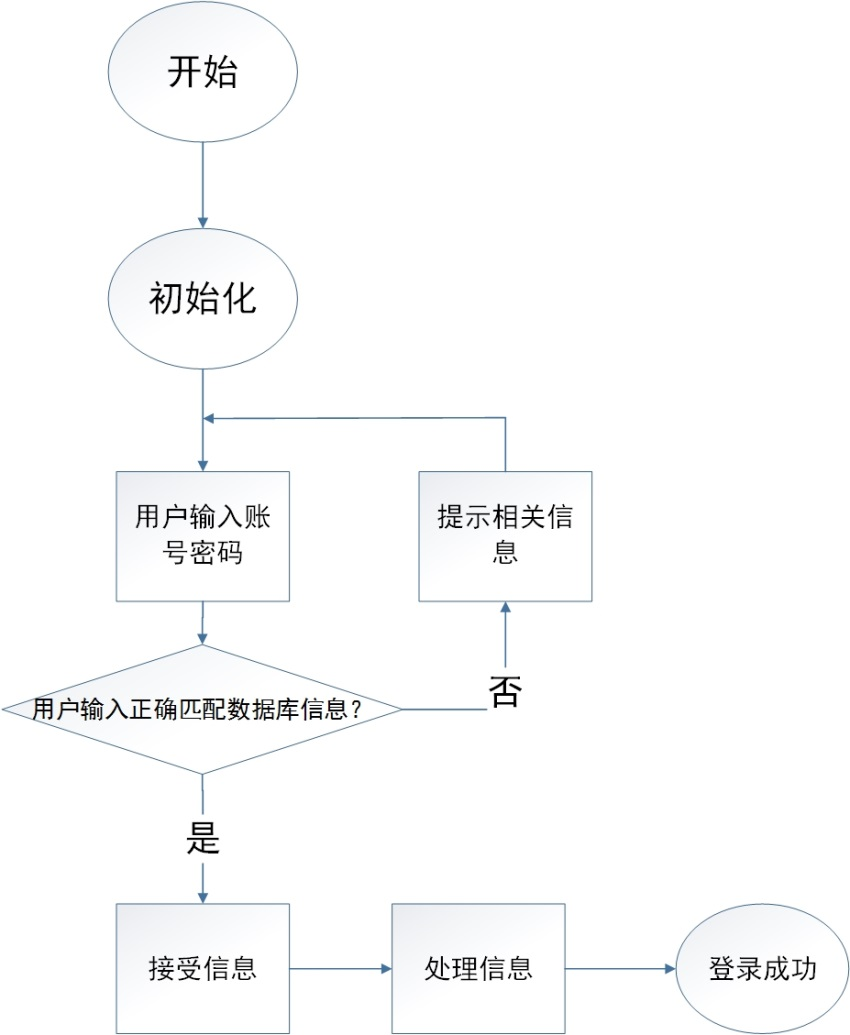 开始
初始化
用户输入账
号密码
提示相关信
息
用户输入正确匹配数据库信息？
否
是
接受信息
处理信息
登录成功